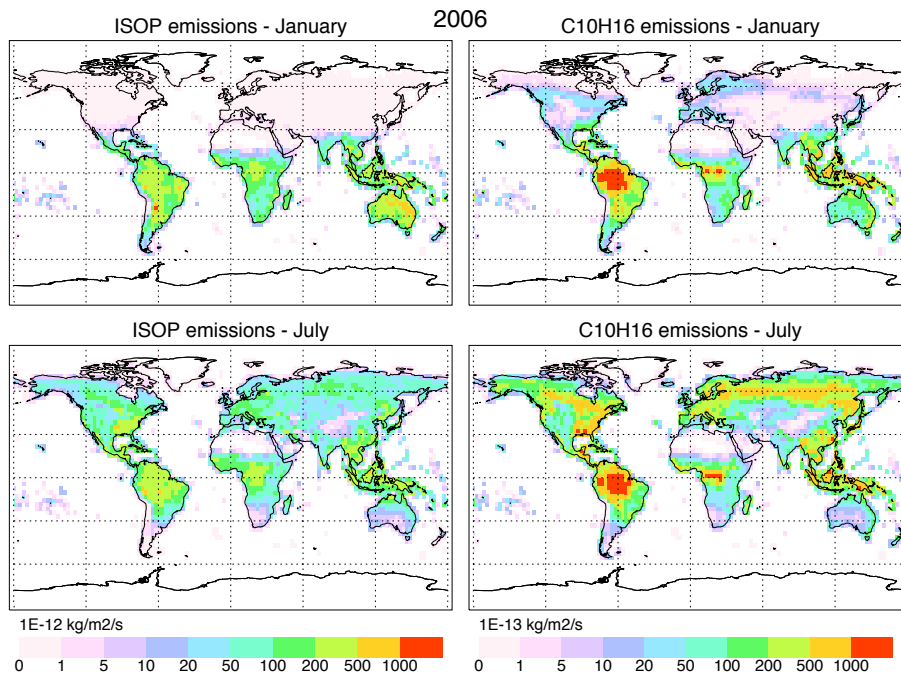 2006
ISOP emissions - January
C10H16 emissions - January
ISOP emissions - July
C10H16 emissions - July
1E-12 kg/m2/s
0 1 5 10 20 50 100 200 500 1000
1E-13 kg/m2/s
0 1 5 10 20 50 100 200 500 1000